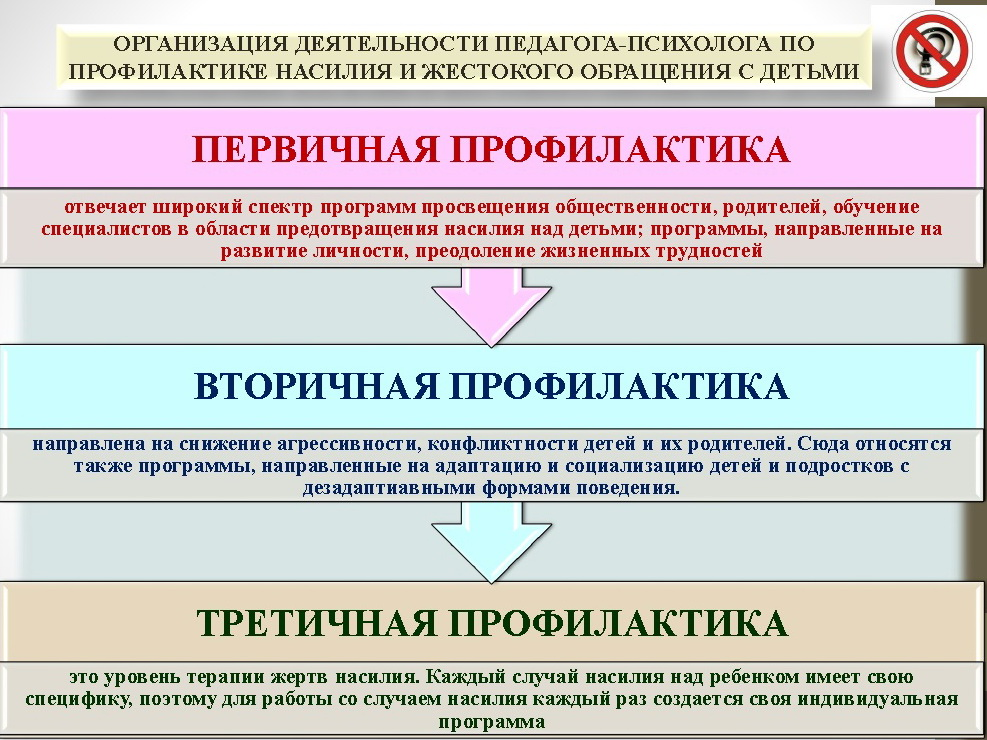 ОРГАНИЗАЦИЯ ДЕЯТЕЛЬНОСТИ ПЕДАГОГА-ПСИХОЛОГА ПО
ПРОФИЛАКТИКЕ НАСИЛИЯ И ЖЕСТОКОГО ОБРАЩЕНИЯ С ДЕТЬМИ
ПЕРВИЧНАЯ ПРОФИЛАКТИКА
отвечает широкий спектр программ просвещения общественности, родителей, обучение
специалистов в области предотвращения насилия над детьми; программы, направленные на
развитие личности, преодоление жизненных трудностей
ВТОРИЧНАЯ ПРОФИЛАКТИКА
направлена на снижение агрессивности, конфликтности детей и их родителей. Сюда относятся
также программы, направленные на адаптацию и социализацию детей и подростков с
дезадаптиавными формами поведения.
ТРЕТИЧНАЯ ПРОФИЛАКТИКА
это уровень терапии жертв насилия. Каждый случай насилия над ребенком имеет свою
специфику, поэтому для работы со случаем насилия каждый раз создается своя индивидуальная
программа